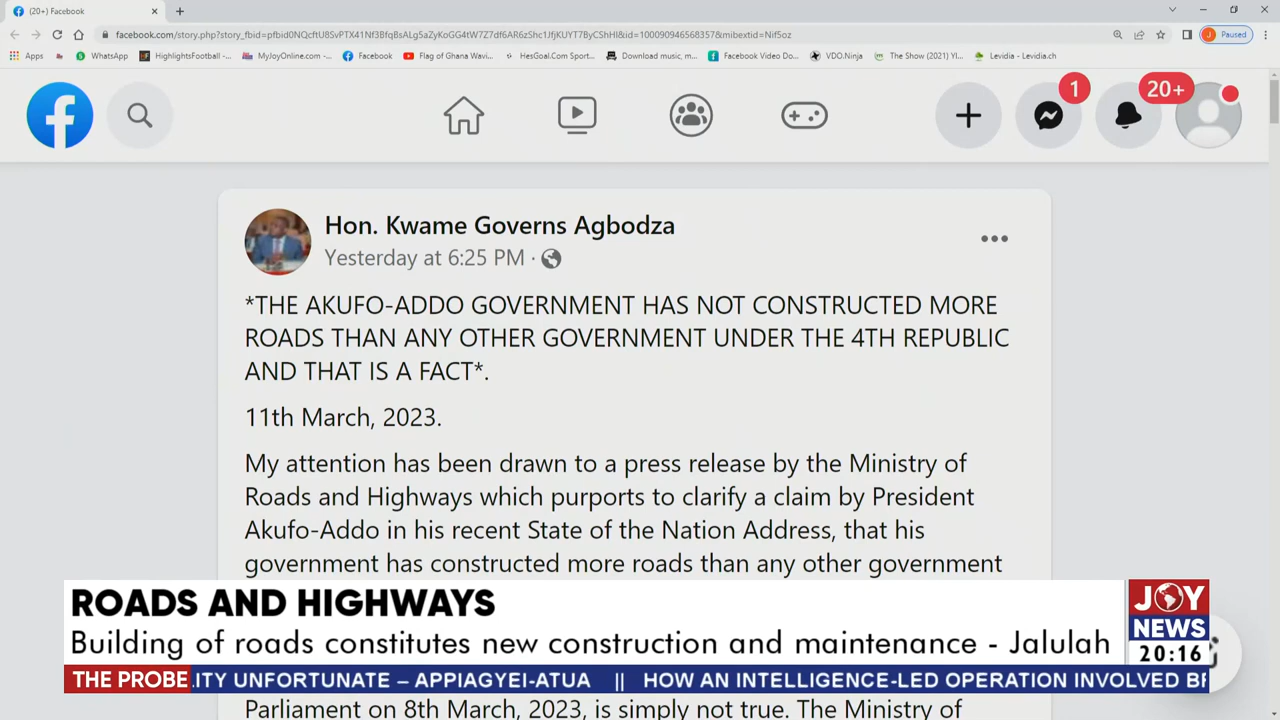 (20+) Facebook
facebook.com/story.php?story_fbid=pfbid0NQcftU8SvPTX41Nf3BfqBsALg5aZyKoGG4tW7Z7df6AR6zShc1JfjKUYT7ByCShHl&id=100090946568357&mibextid=Nif5oz
Paused
Apps
WhatsApp
HighlightsFootball -...
MyJoyOnline.com -...
Facebook
Flag of Ghana Wavi...
HesGoal.Com Sport...
Download music, m...
Facebook Video Do...
VDO.Ninja
The Show (2021) YI...
Levidia - Levidia.ch
1
20+
Hon. Kwame Governs Agbodza
Yesterday at 6:25 PM ·
*THE AKUFO-ADDO GOVERNMENT HAS NOT CONSTRUCTED MORE
ROADS THAN ANY OTHER GOVERNMENT UNDER THE 4TH REPUBLIC
AND THAT IS A FACT*.
11th March, 2023.
My attention has been drawn to a press release by the Ministry of
Roads and Highways which purports to clarify a claim by President
Akufo-Addo in his recent State of the Nation Address, that his
government has constructed more roads than any other government
ROADS AND HIGHWAYS
Building of roads constitutes new construction and maintenance - Jalulah
JOY
NEWS
20:16
THE PROBE
.ITY UNFORTUNATE – APPIAGYEI-ATUA || HOW AN INTELLIGENCE-LED OPERATION INVOLVED
Parliament on 8th March, 2023, is simply not true. The Ministry of